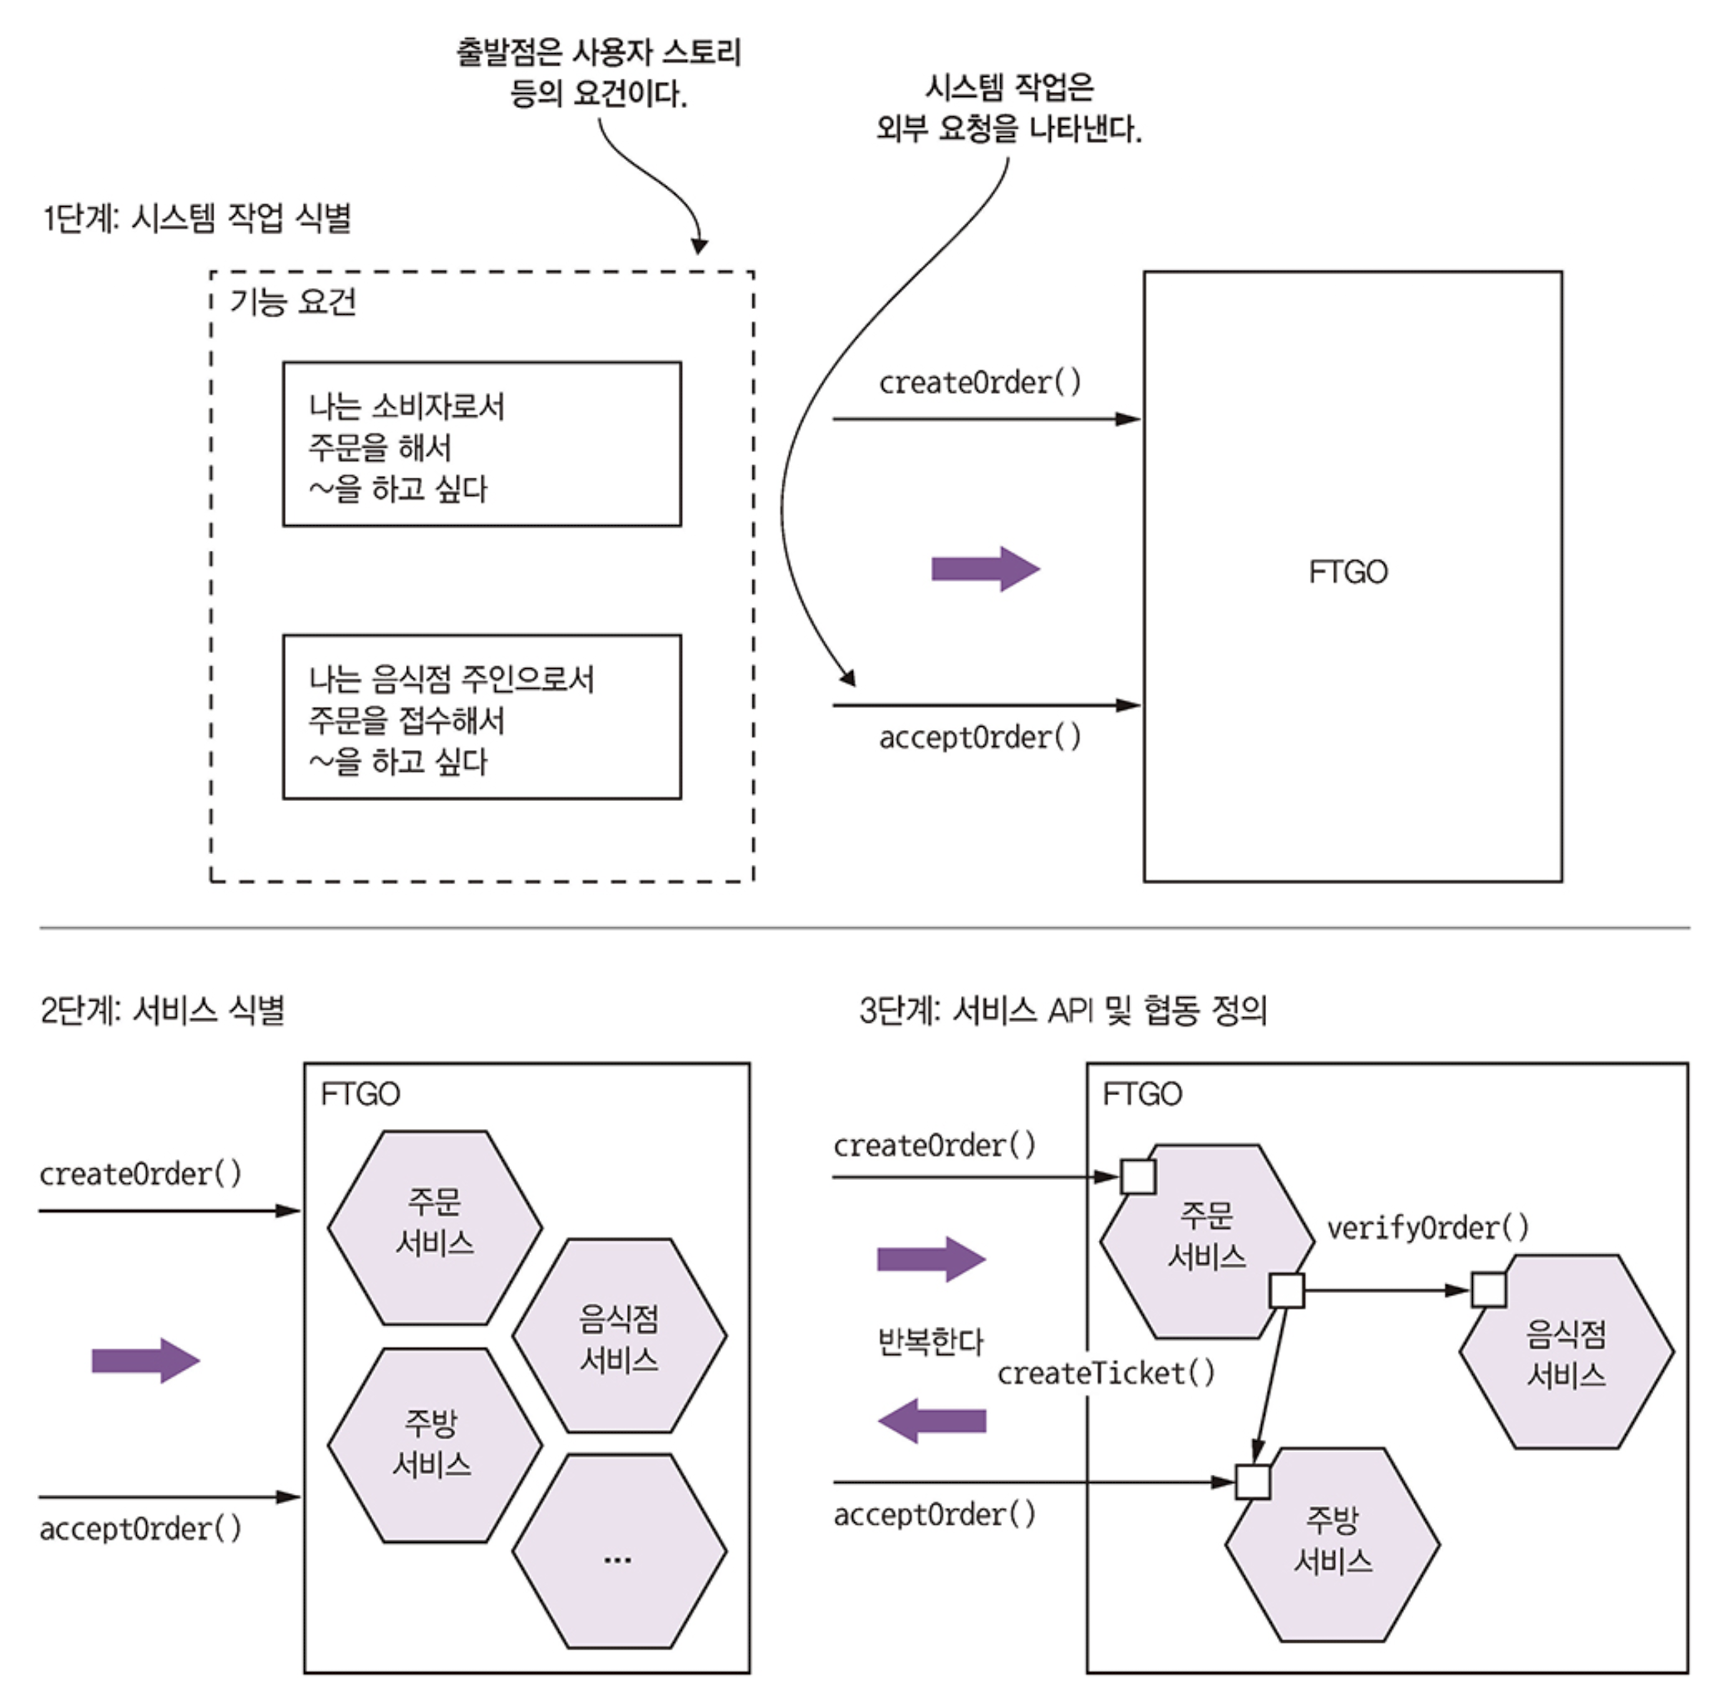 출발점은 사용자 스토리
등의 요건이다.
시스템 작업은
외부 요청을 나타낸다.
1단계: 시스템 작업 식별
기능 요건
나는 소비자로서
주문을 해서
~을 하고 싶다
나는 음식점 주인으로서
주문을 접수해서
~을 하고 싶다
createOrder()
FTGO
acceptOrder()
2단계: 서비스 식별
FTGO
createOrder()
주문
서비스
음식점
서비스
주방
서비스
acceptOrder()
...
3단계: 서비스 API 및 협동 정의
FTGO
createOrder()
주문
서비스
verifyOrder()
음식점
서비스
반복한다
createTicket()
acceptOrder()
주방
서비스